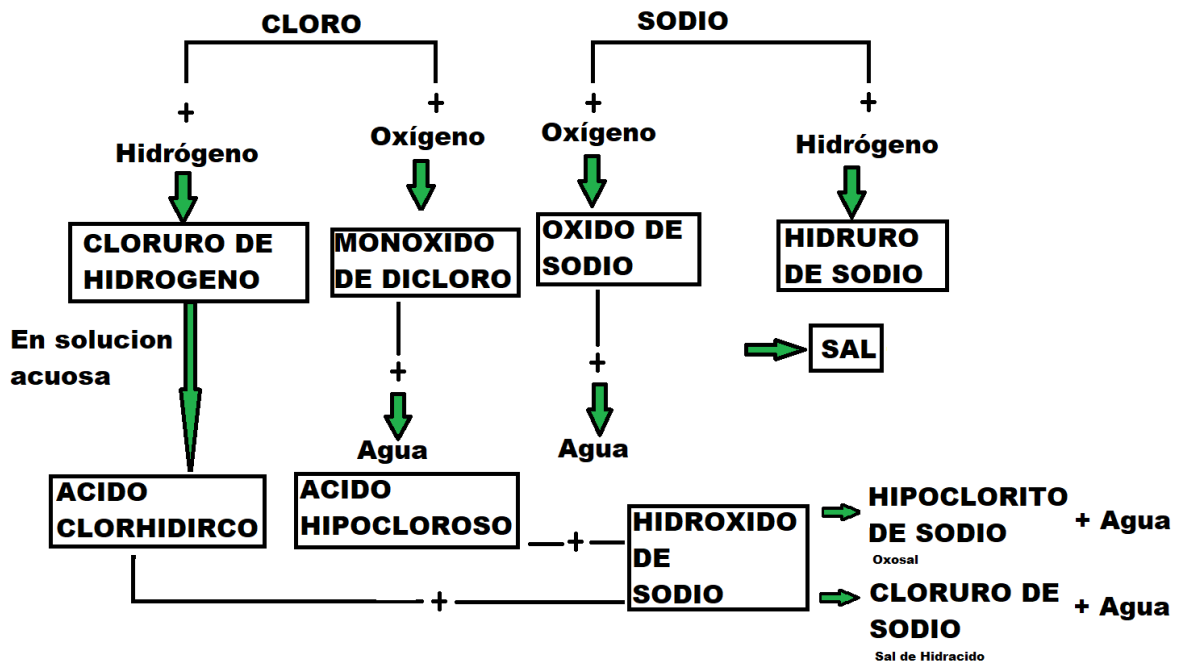 CLORO
SODIO
+
+
+
+
Hidrógeno
Oxígeno
Oxígeno
Hidrógeno
CLORURO DE
HIDROGENO
MONOXIDO
DE DICLORO
OXIDO DE
SODIO
HIDRURO
DE SODIO
En solucion
acuosa
SAL
+
+
Agua
Agua
ACIDO
CLORHIDIRCO
ACIDO
HIPOCLOROSO
+
HIDROXIDO
DE
SODIO
HIPOCLORITO
DE SODIO
+ Agua
Oxosal
+
CLORURO DE
SODIO
+ Agua
Sal de Hidracido